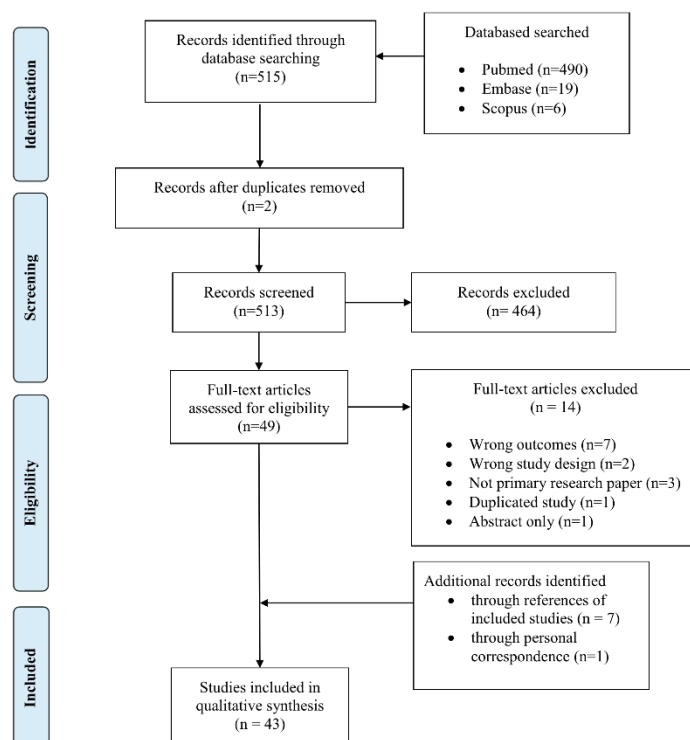 Identification
Records identified through
database searching
(n=515)
Databased searched
• Pubmed (n=490)
• Embase (n=19)
• Scopus (n=6)
Records after duplicates removed
(n=2)
Screening
Records screened
(n=513)
Records excluded
(n= 464)
Eligibility
Full-text articles
assessed for eligibility
(n=49)
Full-text articles excluded
(n = 14)
• Wrong outcomes (n=7)
• Wrong study design (n=2)
• Not primary research paper (n=3)
• Duplicated study (n=1)
• Abstract only (n=1)
Additional records identified
• through references of
included studies (n = 7)
• through personal
correspondence (n=1)
Included
Studies included in
qualitative synthesis
(n = 43)